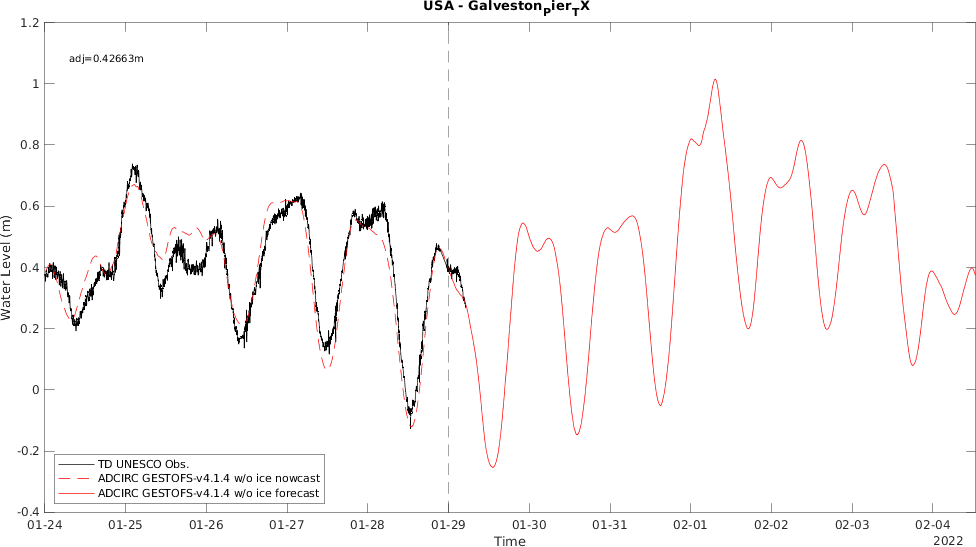 USA - GalvestonPierTX
adj=0.42663m
1.2
1
0.8
0.6
0.4
0.2
0
-0.2
-0.4
Water Level (m)
TD UNESCO Obs.
ADCIRC GESTOFS-v4.1.4 w/o ice nowcast
ADCIRC GESTOFS-v4.1.4 w/o ice forecast
01-24 01-25 01-26 01-27 01-28 01-29 01-30 01-31 02-01 02-02 02-03 02-04
Time
2022